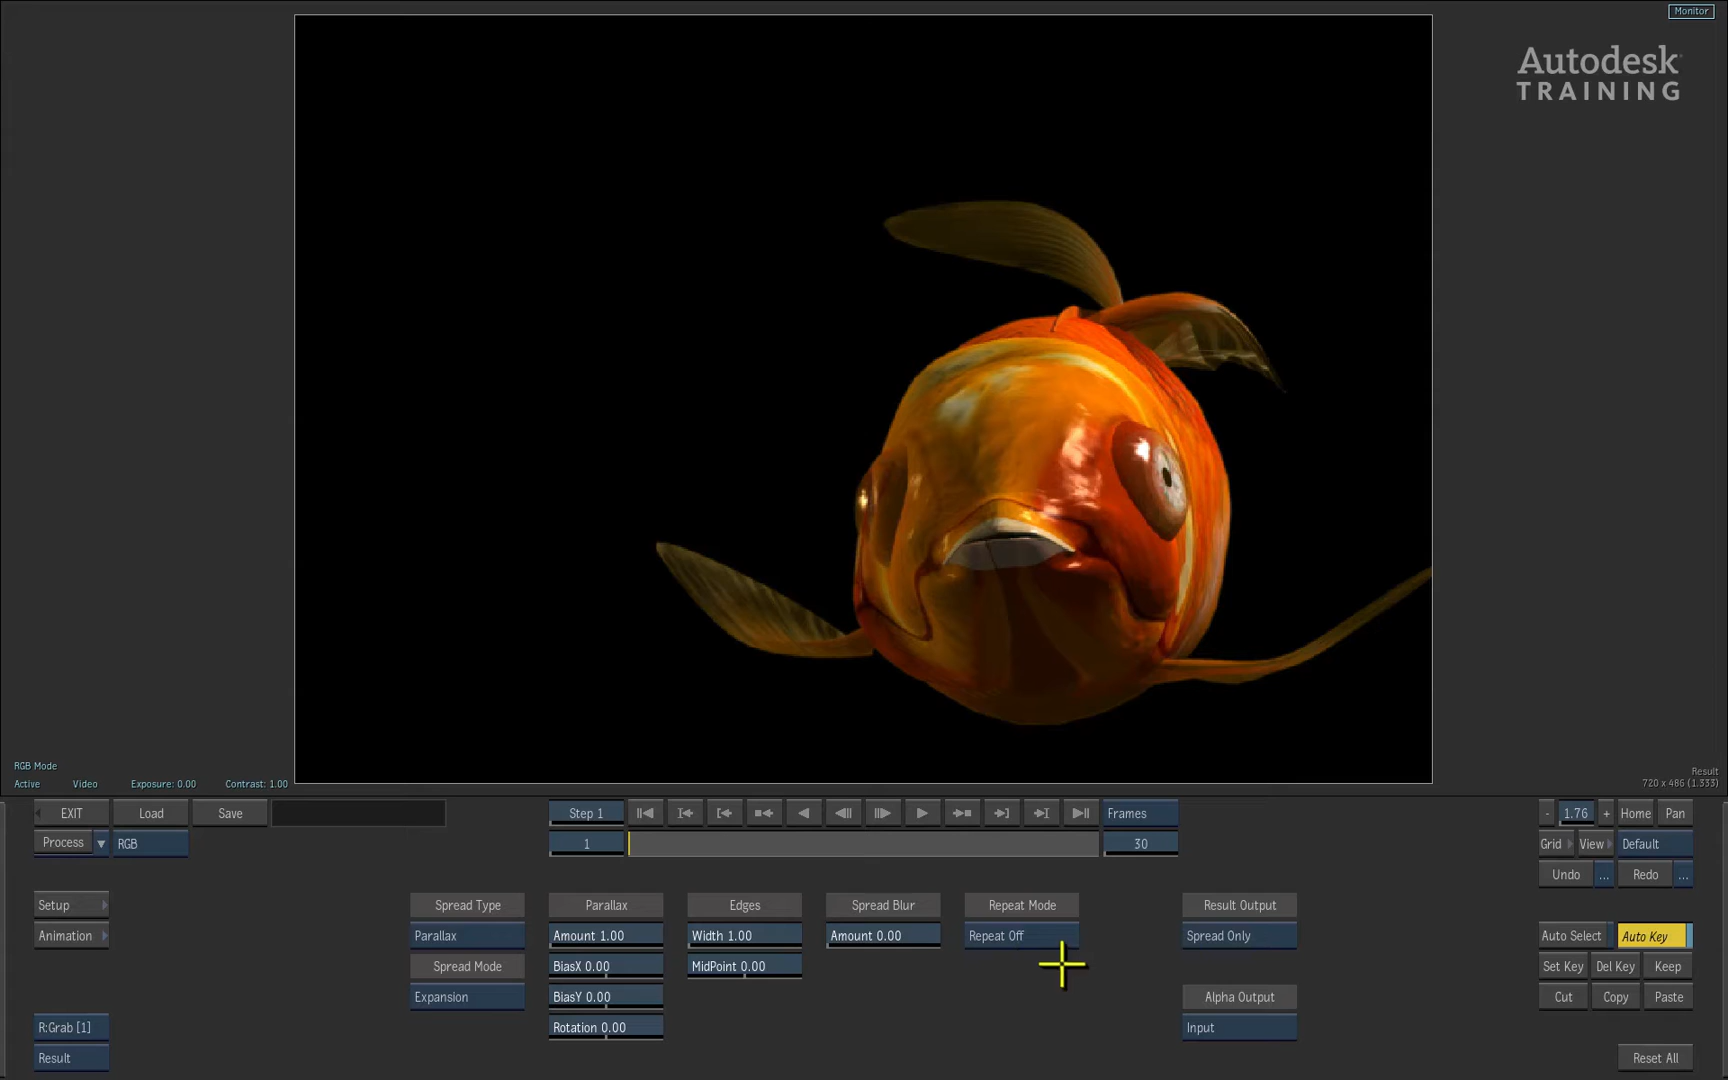 Monitor
Autodesk
TRAINING
RGB Mode
Active Video Exposure: 0.00 Contrast: 1.00
Result
720 x 486 (1.333)
EXIT Load Save Step 1 Frames - 1.76 + Home Pan
Process RGB 1 30 Grid View Default
Undo ... Redo ...
Setup Spread Type Parallax Edges Spread Blur Repeat Mode Result Output
Animation Parallax Amount 1.00 Width 1.00 Amount 0.00 Repeat Off Spread Only Auto Select Auto Key
Spread Mode BiasX 0.00 MidPoint 0.00 Set Key Del Key Keep
Expansion BiasY 0.00 Alpha Output Cut Copy Paste
R:Grab [1] Rotation 0.00 Input
Result Reset All